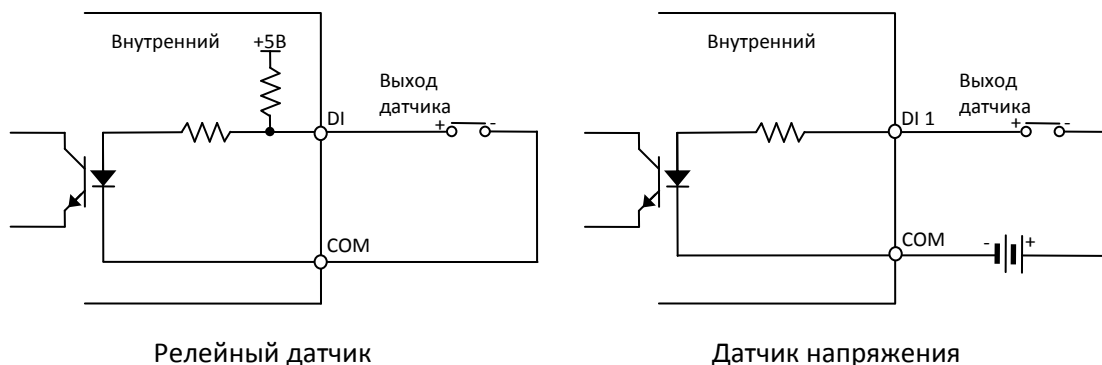 Внутренний
+5В
Выход
датчика
DI
+
-
COM
Релейный датчик
Внутренний
Выход
датчика
DI 1
+
-
COM
-
+
Датчик напряжения